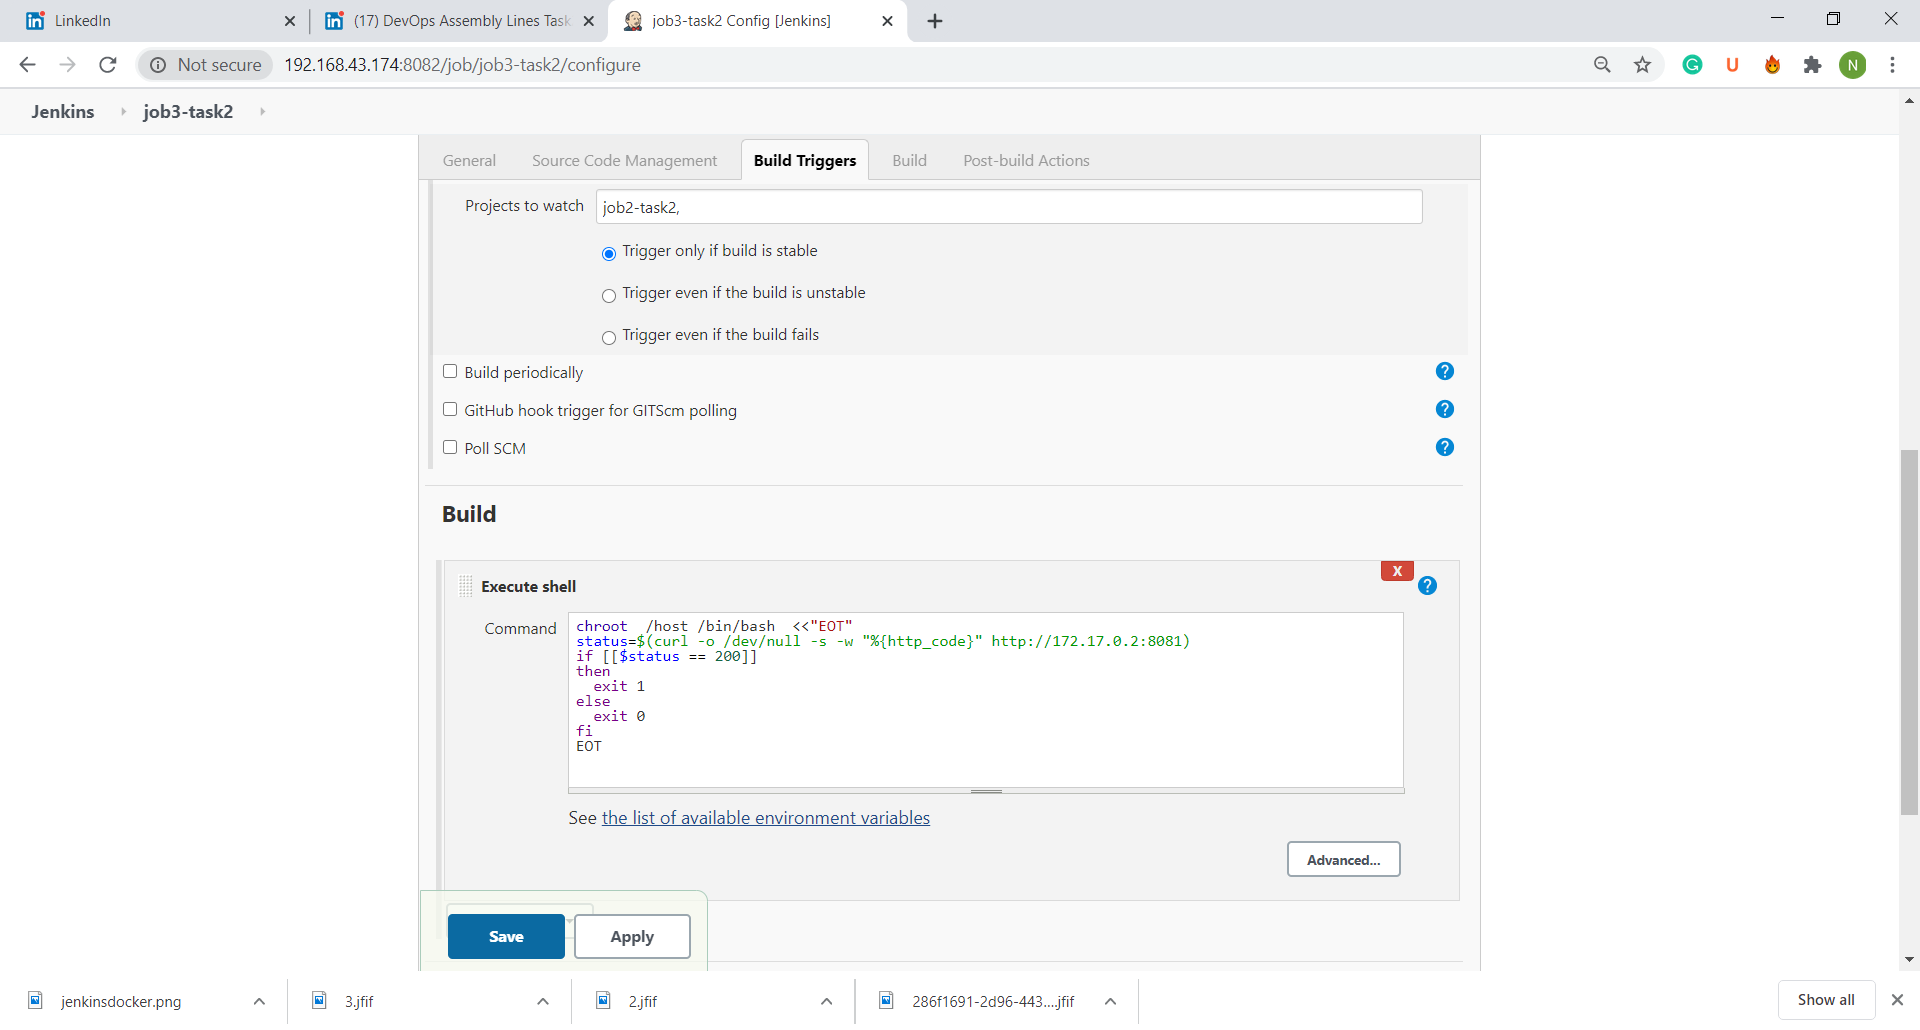 LinkedIn
(17) DevOps Assembly Lines Task
job3-task2 Config [Jenkins]
Not secure
192.168.43.174:8082/job/job3-task2/configure
N
Jenkins
job3-task2
General
Source Code Management
Build Triggers
Build
Post-build Actions
Projects to watch
job2-task2,
Trigger only if build is stable
Trigger even if the build is unstable
Trigger even if the build fails
Build periodically
?
GitHub hook trigger for GITScm polling
?
Poll SCM
?
Build
X
Execute shell
?
Command
chroot  /host /bin/bash  <<"EOT"
status=$(curl -o /dev/null -s -w "%{http_code}" http://172.17.0.2:8081)
if [[$status == 200]]
then
  exit 1
else
  exit 0
fi
EOT
See the list of available environment variables
Advanced...
Save
Apply
jenkinsdocker.png
3.jfif
2.jfif
286f1691-2d96-443....jfif
Show all